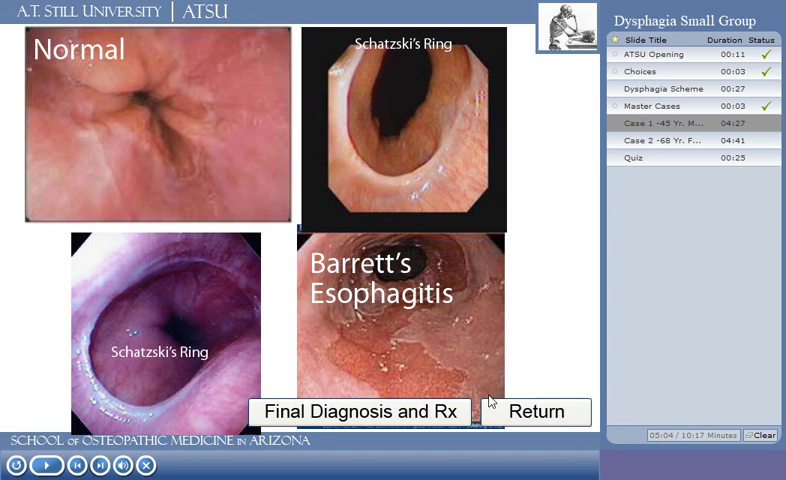 A.T. STILL UNIVERSITY | ATSU
Normal
Schatzski's Ring
Schatzski's Ring
Barrett's
Esophagitis
Final Diagnosis and Rx
Return
SCHOOL OF OSTEOPATHIC MEDICINE IN ARIZONA
Dysphagia Small Group
Slide Title Duration Status
ATSU Opening 00:11
Choices 00:03
Dysphagia Scheme 00:27
Master Cases 00:03
Case 1 -45 Yr. M... 04:27
Case 2 -68 Yr. F... 04:41
Quiz 00:25
05:04 / 10:17 Minutes Clear